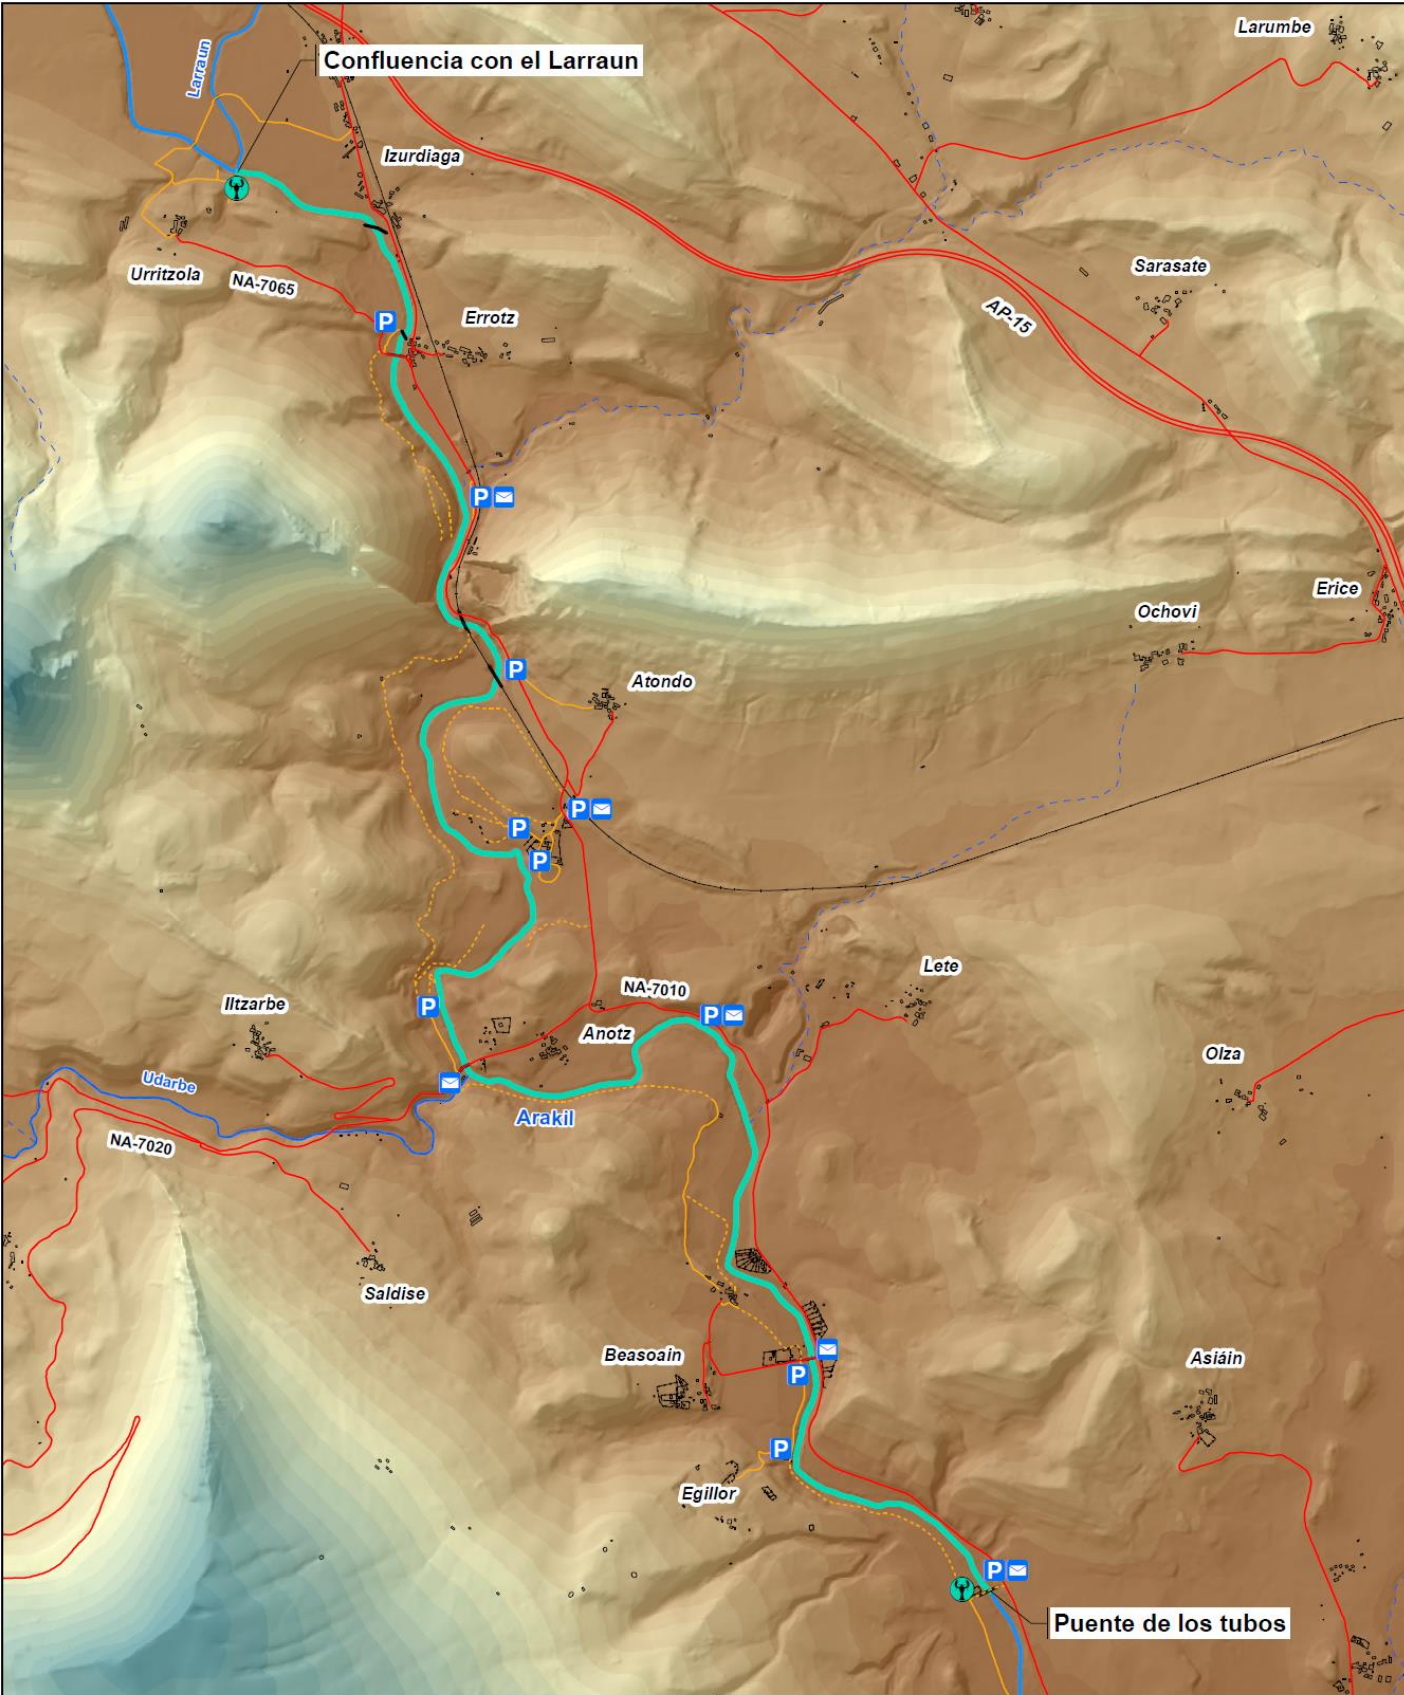 Larumbe
Larraun
Confluencia con el Larraun
Izurdiaga
Urritzola
NA-7065
Sarasate
Errotz
AP-15
P
P
Erice
Ochovi
P
Atondo
P
P
P
Lete
Iltzarbe
P
NA-7010
P
Anotz
Olza
Udarbe
Arakil
NA-7020
Saldise
Beasoain
Asiáin
P
P
Egillor
P
Puente de los tubos